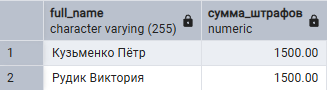 full_name сумма_штрафов
character varying (255) numeric
1 Кузьменко Пётр 1500.00
2 Рудик Виктория 1500.00